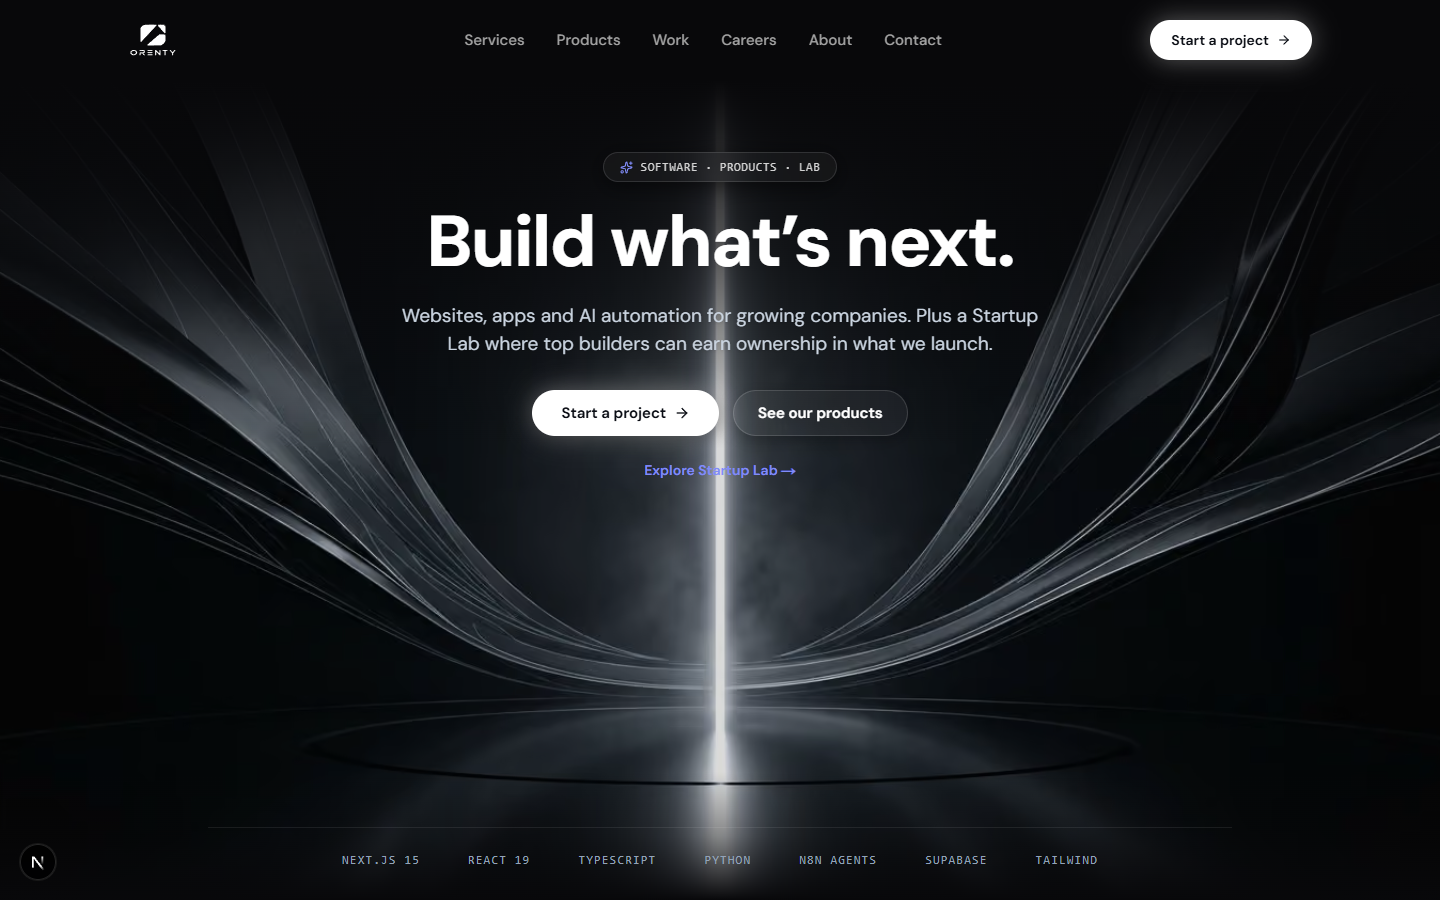 ORENTY
Services
Products
Work
Careers
About
Contact
Start a project →
SOFTWARE · PRODUCTS · LAB
Build what’s next.
Websites, apps and AI automation for growing companies. Plus a Startup
Lab where top builders can earn ownership in what we launch.
Start a project →
See our products
Explore Startup Lab →
NEXT.JS 15
REACT 19
TYPESCRIPT
PYTHON
N8N AGENTS
SUPABASE
TAILWIND
N